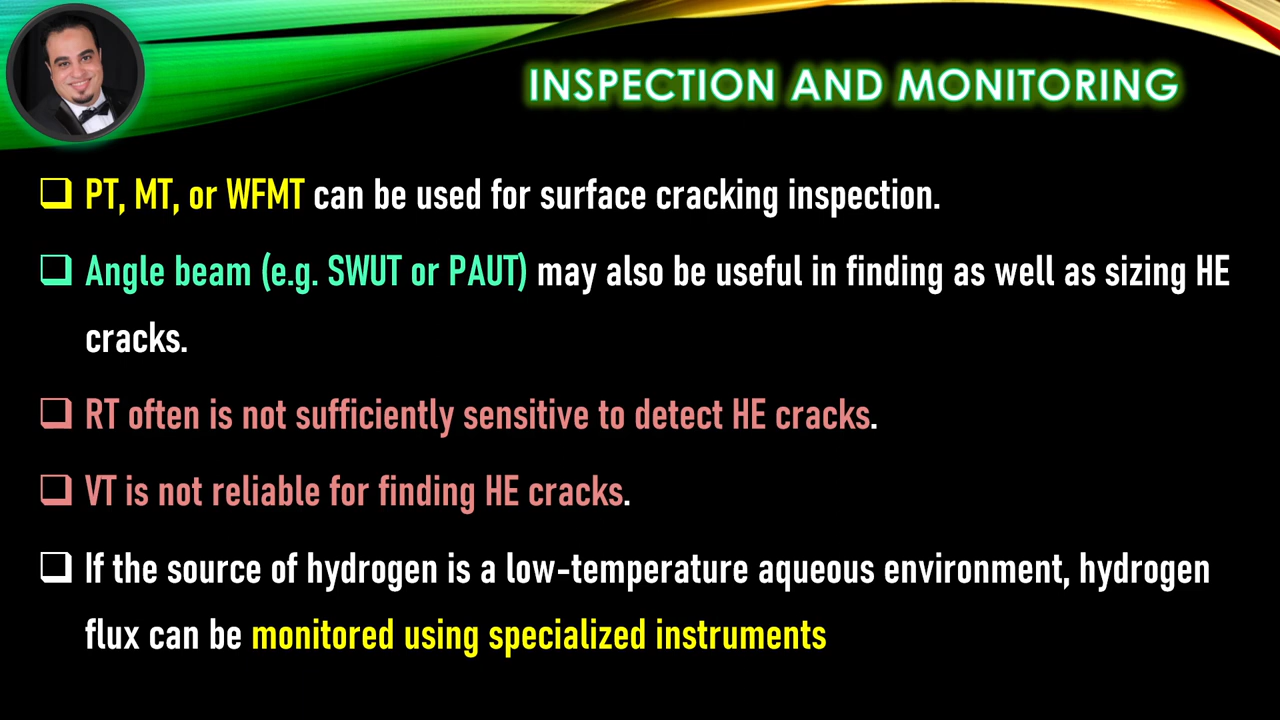 INSPECTION AND MONITORING
PT, MT, or WFMT can be used for surface cracking inspection.
Angle beam (e.g. SWUT or PAUT) may also be useful in finding as well as sizing HE
cracks.
RT often is not sufficiently sensitive to detect HE cracks.
VT is not reliable for finding HE cracks.
If the source of hydrogen is a low-temperature aqueous environment, hydrogen
flux can be monitored using specialized instruments